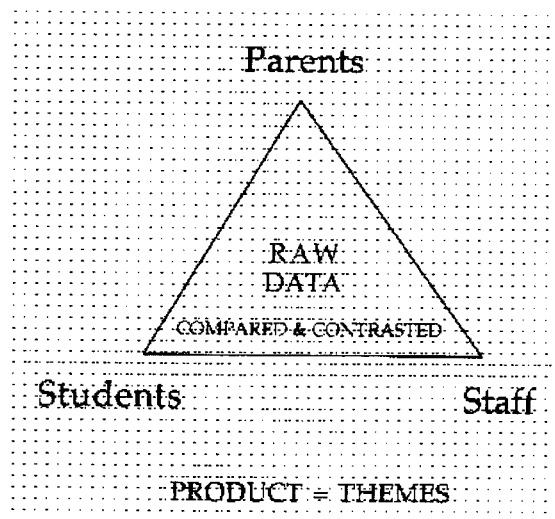 Parents
RAW
DATA
COMPARED & CONTRASTED
Students
Staff
PRODUCT = THEMES